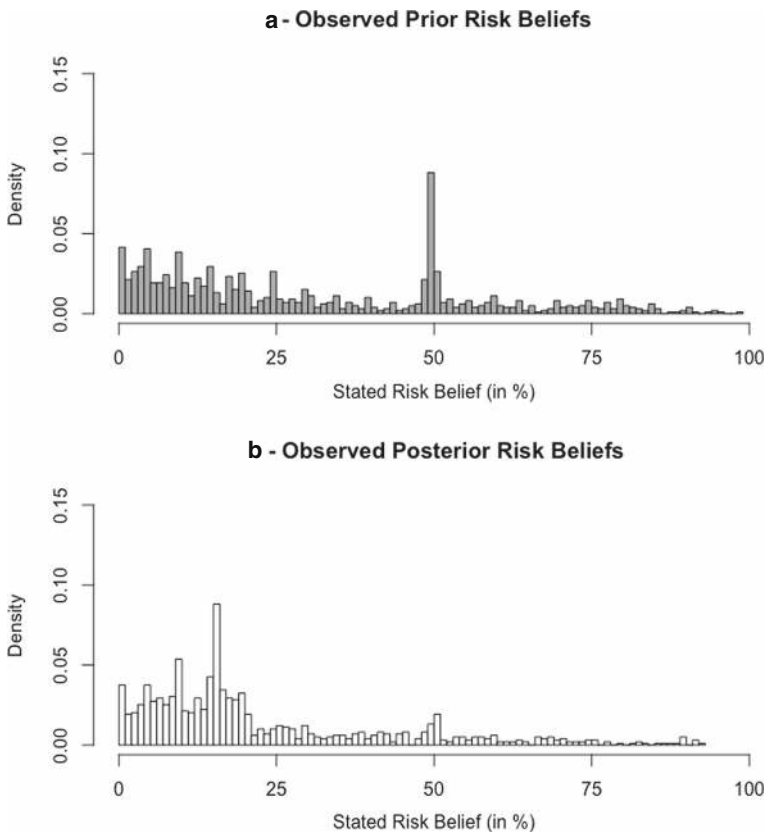 a - Observed Prior Risk Beliefs
0.15
0.10
0.05
0.00
Density
0 25 50 75 100
Stated Risk Belief (in %)
b - Observed Posterior Risk Beliefs
0.15
0.10
0.05
0.00
Density
0 25 50 75 100
Stated Risk Belief (in %)